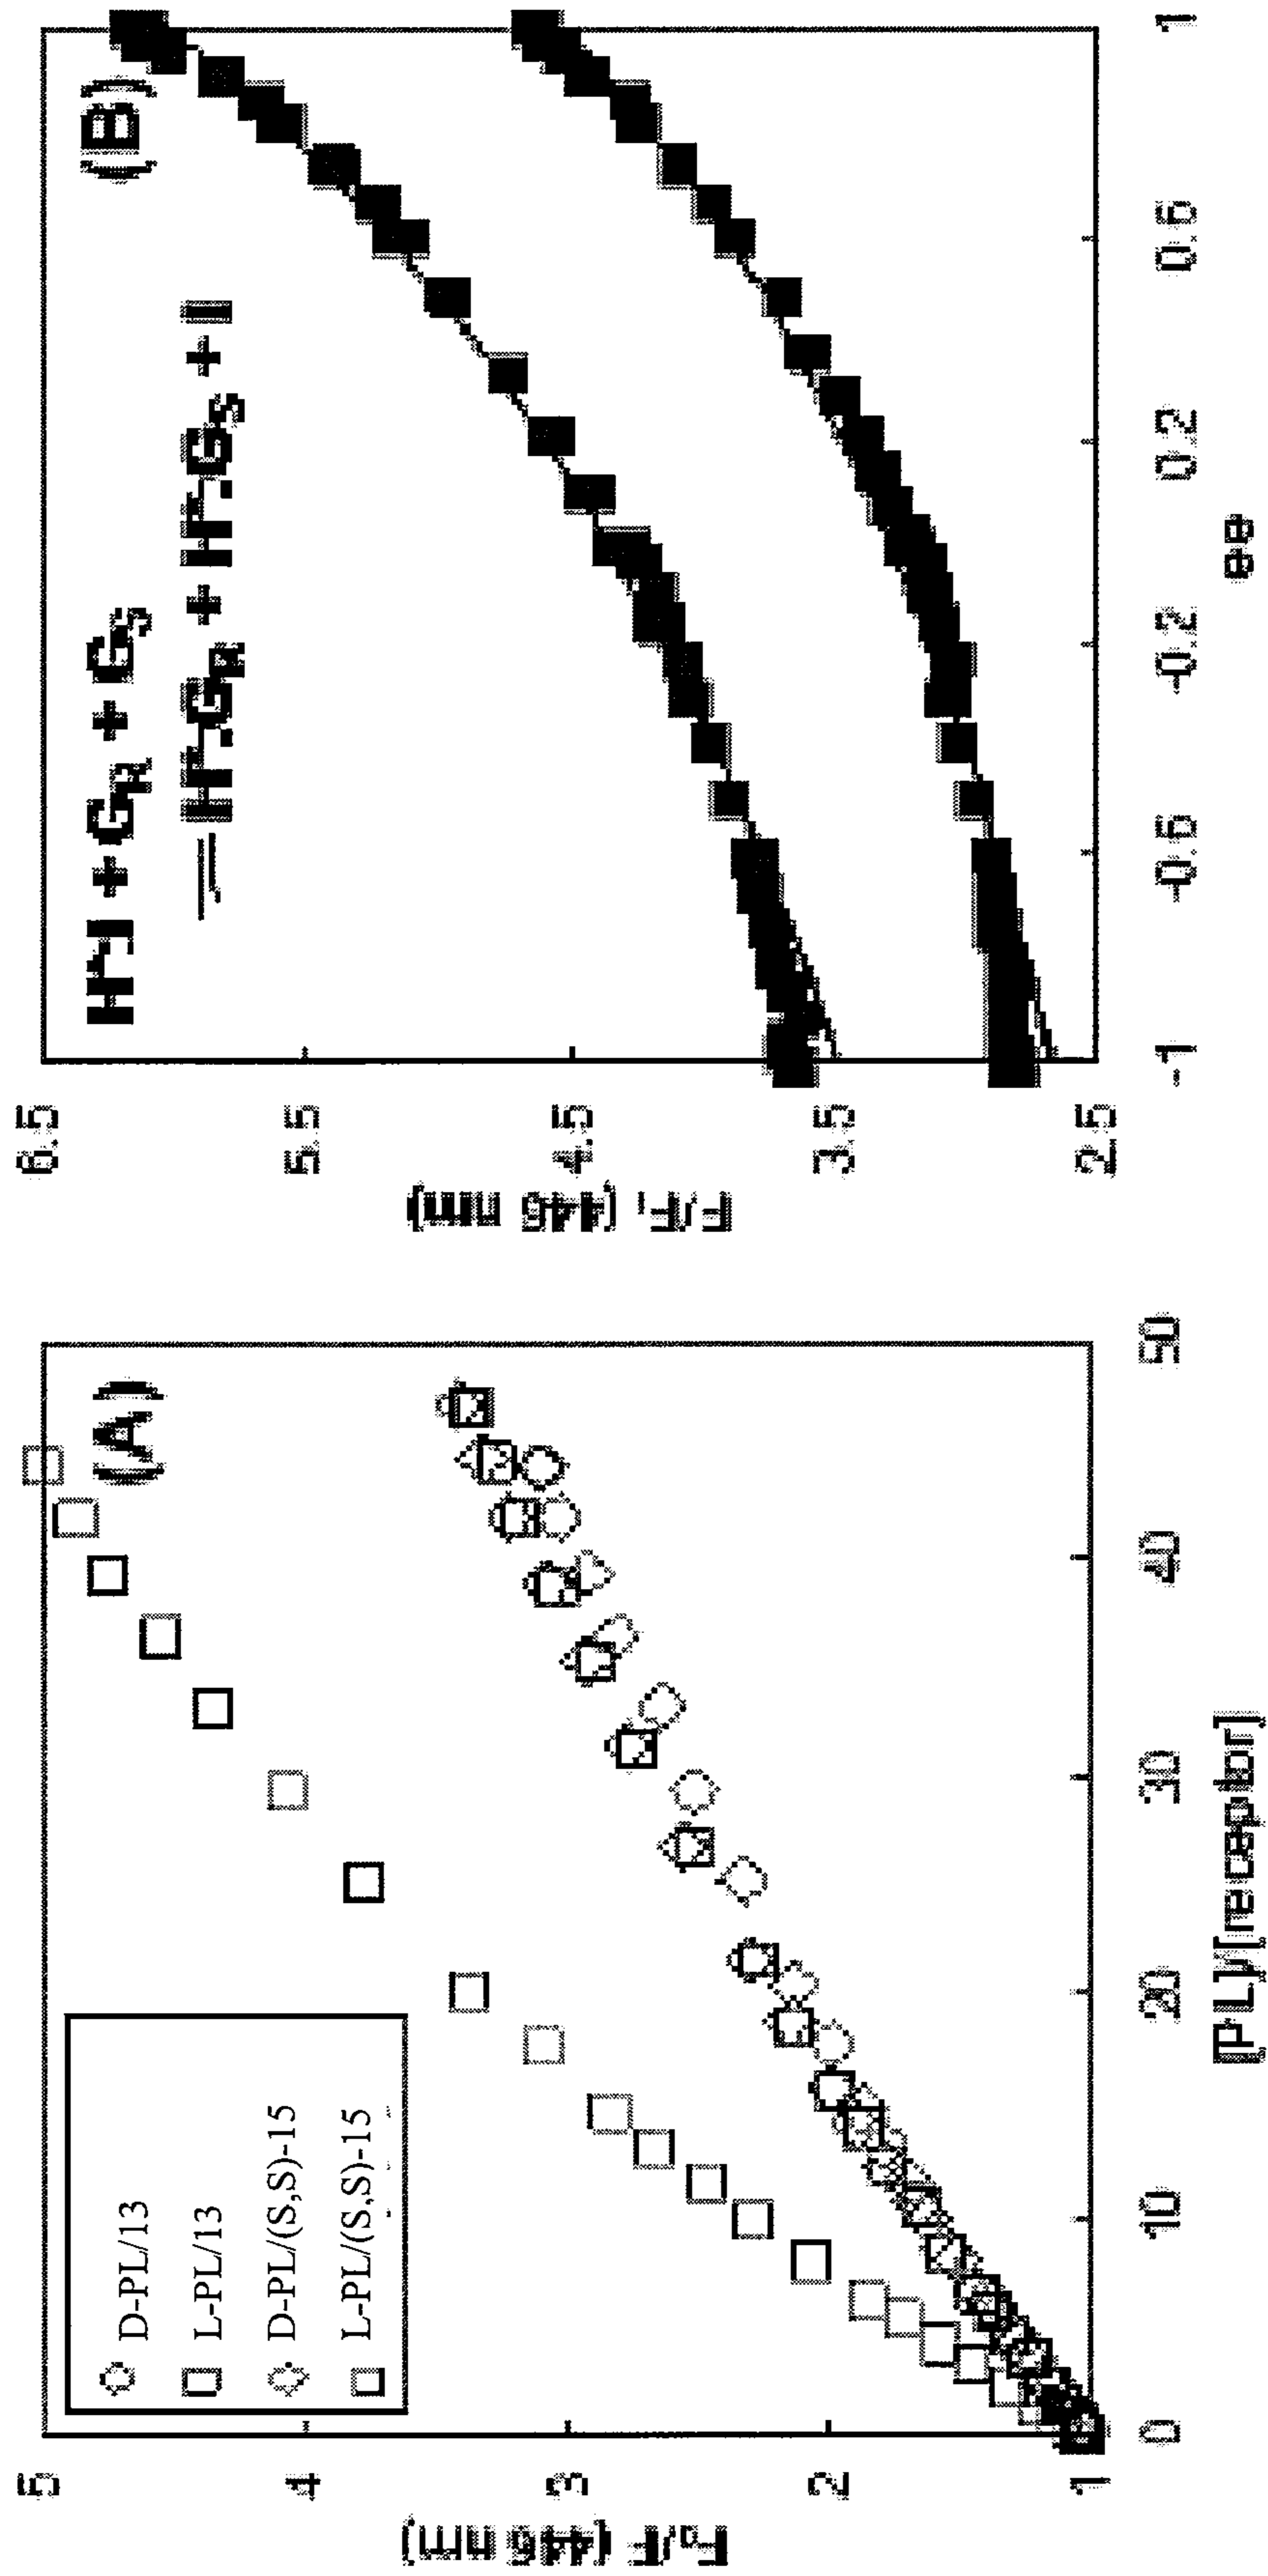 (A)
5
4
3
2
1
(446 nm)
D-PL/13
L-PL/13
D-PL/(S,S)-15
L-PL/(S,S)-15
0 10 20 30 40 50
[PL]/[receptor]
(B)
6.5
5.5
4.5
3.5
2.5
(446 nm)
-1 -0.6 -0.2 0.2 0.6 1
ee